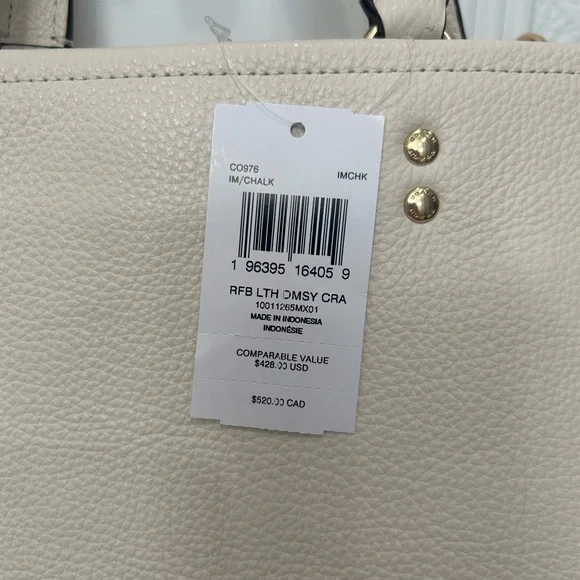 CO976
IM/CHALK IMCHK
1 96395 16405 9
RFB LTH DMSY CRA
10011265MX01
MADE IN INDONESIA
INDONÉSIE
COMPARABLE VALUE
$428.00 USD
$520.00 CAD